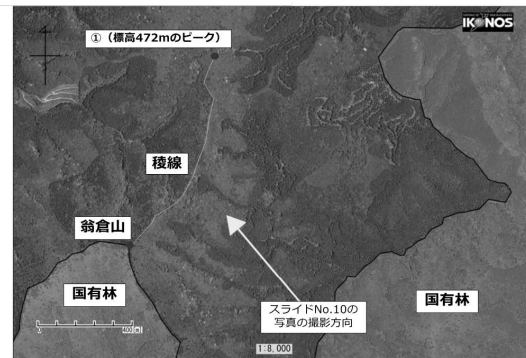 ①（標高472mのピーク）
IKONOS
稜線
翁倉山
国有林
国有林
スライドNo.10の
写真の撮影方向
0
400(m)
1:8,000